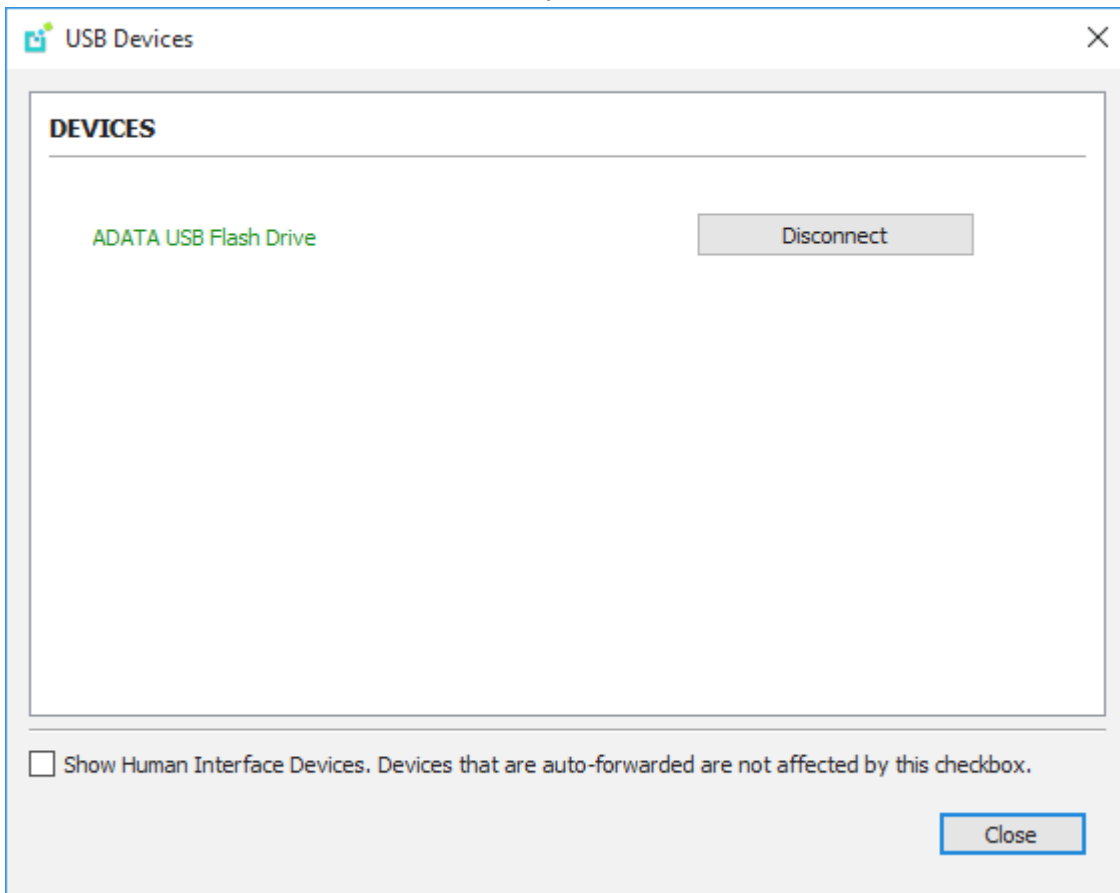 USB Devices
DEVICES
ADATA USB Flash Drive
Disconnect
Show Human Interface Devices. Devices that are auto-forwarded are not affected by this checkbox.
Close